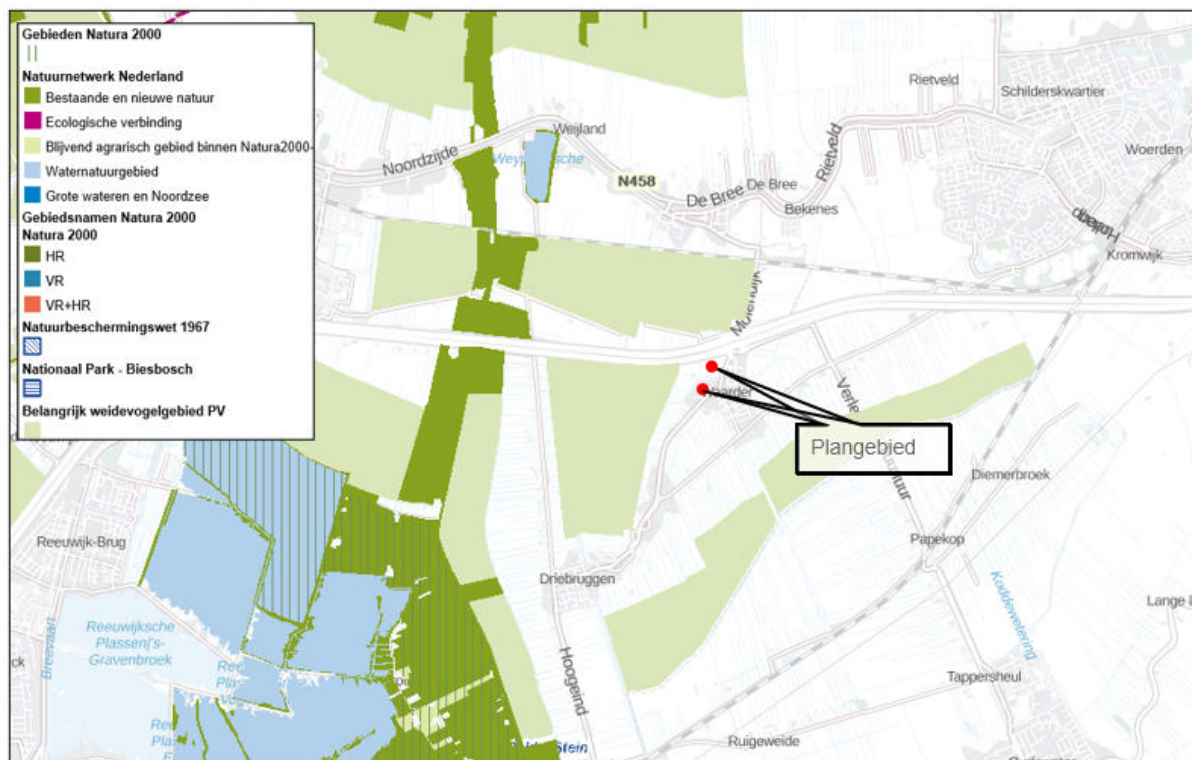 Gebieden Natura 2000
Natuurnetwerk Nederland
Bestaande en nieuwe natuur
Ecologische verbinding
Blijvend agrarisch gebied binnen Natura2000-
Waternatuurgebied
Grote wateren en Noordzee
Gebiedsnamen Natura 2000
Natura 2000
HR
VR
VR+HR
Natuurbeschermingswet 1967
Nationaal Park - Biesbosch
Belangrijk weidevogelgebied PV
Rietveld
Schilderskwartier
Weijland
Noordzijde
Woerden
Rietveld
N458
De Bree
De Bree
Bekenes
Kromwijk
Plangebied
Diemerbroek
Reeuwijk-Brug
Papekop
Driebruggen
Koddewetering
Lange
Reeuwijksche
Plassen/'s-
Gravenbroek
Breevaart
Hoogeind
Tappersheul
Ruigeweide